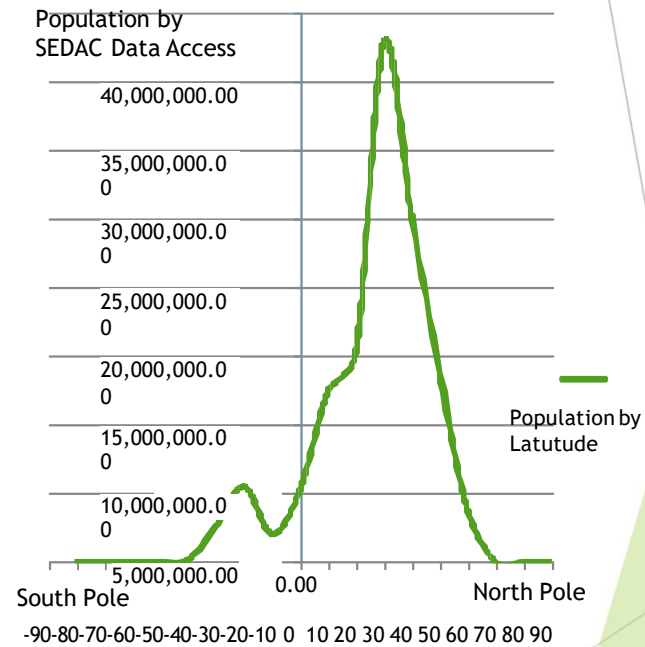 Population by
SEDAC Data Access
40,000,000.00
35,000,000.0
0
30,000,000.0
0
25,000,000.0
0
20,000,000.0
0
15,000,000.0
0
10,000,000.0
0
5,000,000.00
0.00
Population by
Latutude
South Pole
North Pole
-90-80-70-60-50-40-30-20-10 0 10 20 30 40 50 60 70 80 90